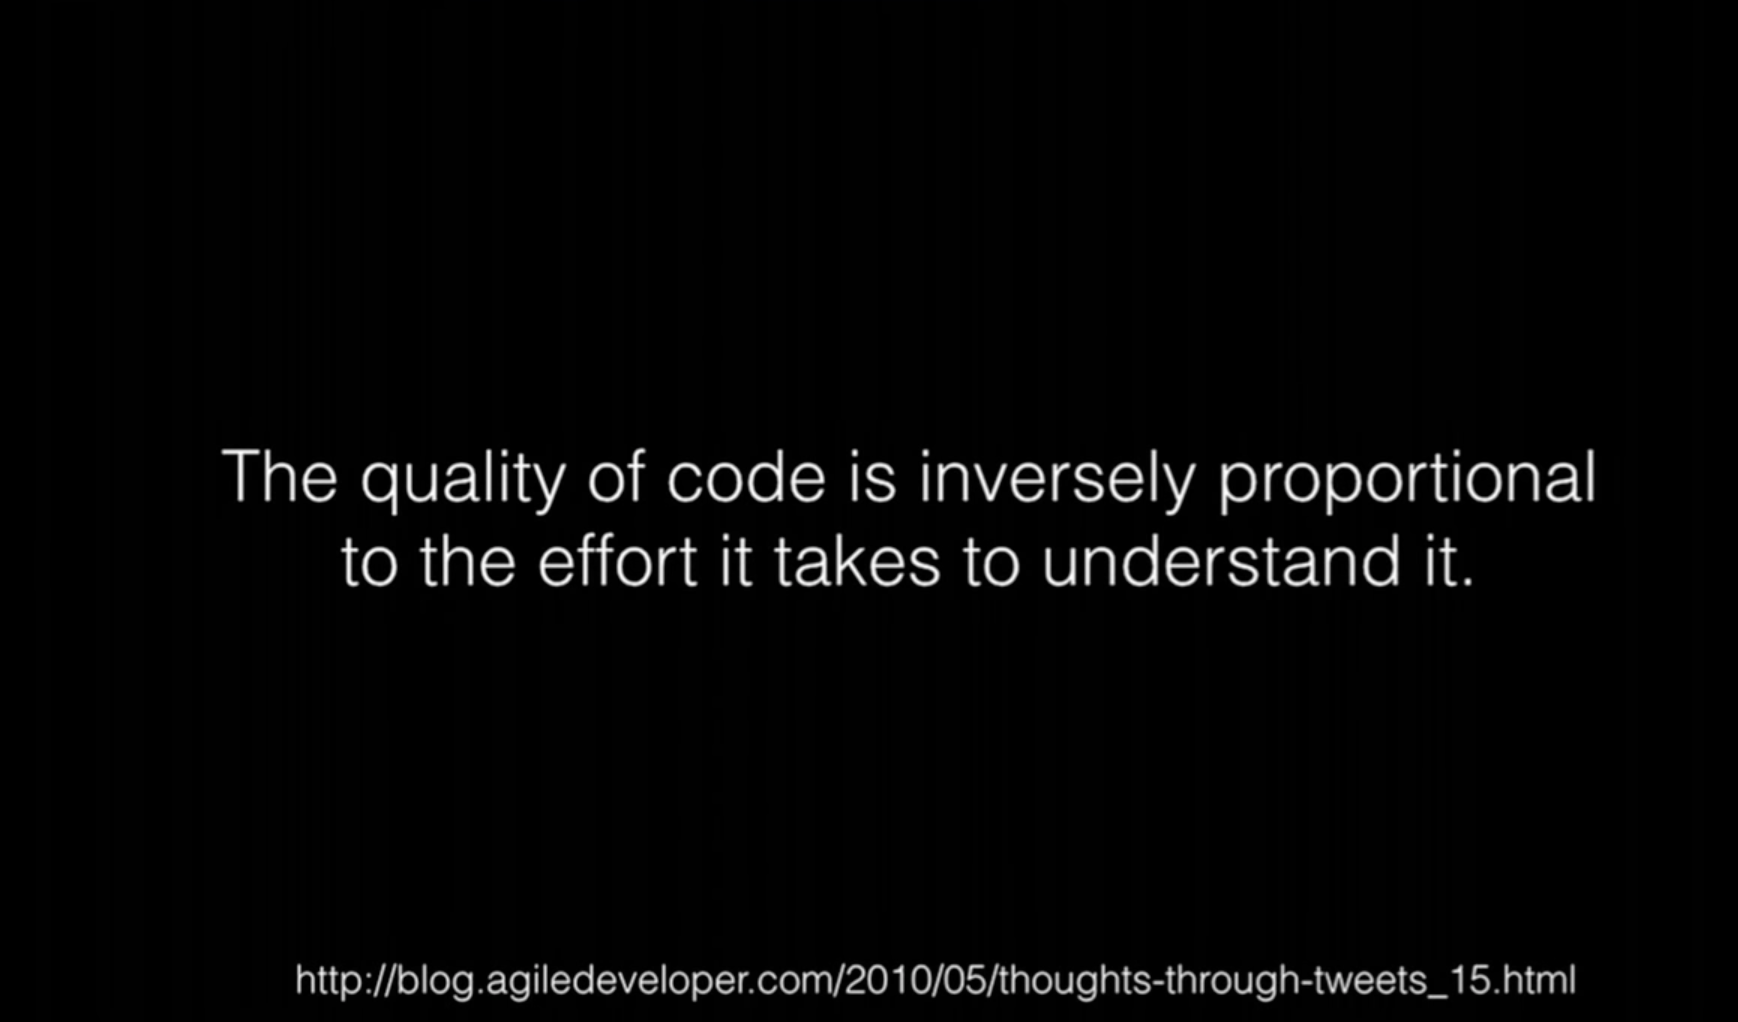 The quality of code is inversely proportional
to the effort it takes to understand it.
http://blog.agiledeveloper.com/2010/05/thoughts-through-tweets_15.html